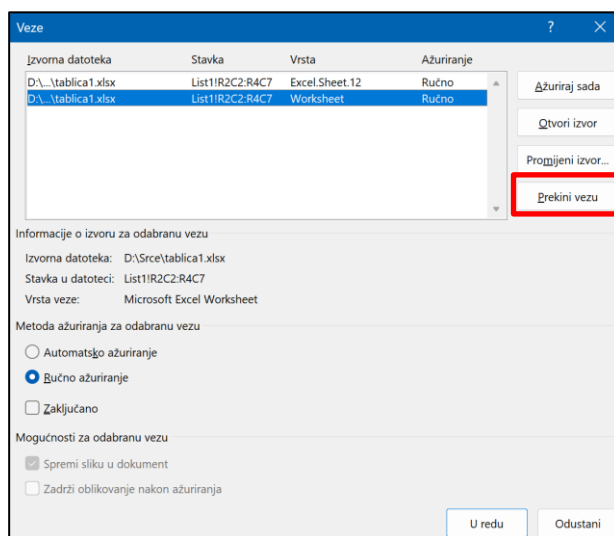 Veze ? ×
Izvorna datoteka Stavka Vrsta Ažuriranje
D:\...\tablica1.xlsx List1!R2C2:R4C7 Excel.Sheet.12 Ručno
D:\...\tablica1.xlsx List1!R2C2:R4C7 Worksheet Ručno
Ažuriraj sada
Otvori izvor
Promijeni izvor...
Prekini vezu
Informacije o izvoru za odabranu vezu
Izvorna datoteka: D:\Srce\tablica1.xlsx
Stavka u datoteci: List1!R2C2:R4C7
Vrsta veze: Microsoft Excel Worksheet
Metoda ažuriranja za odabranu vezu
Automatsko ažuriranje
Ručno ažuriranje
Zaključano
Mogućnosti za odabranu vezu
Spremi sliku u dokument
Zadrži oblikovanje nakon ažuriranja
U redu Odustani